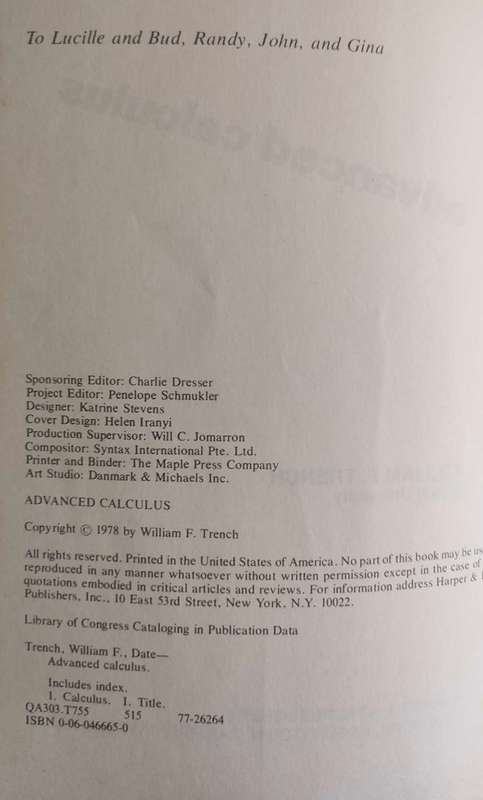 To Lucille and Bud, Randy, John, and Gina
advanced calculus
Sponsoring Editor: Charlie Dresser
Project Editor: Penelope Schmukler
Designer: Katrine Stevens
Cover Design: Helen Iranyi
Production Supervisor: Will C. Jomarron
Compositor: Syntax International Pte. Ltd.
Printer and Binder: The Maple Press Company
Art Studio: Danmark & Michaels Inc.
ADVANCED CALCULUS
Copyright © 1978 by William F. Trench
All rights reserved. Printed in the United States of America. No part of this book may be
reproduced in any manner whatsoever without written permission except in the case of
quotations embodied in critical articles and reviews. For information address Harper &
Publishers, Inc., 10 East 53rd Street, New York, N.Y. 10022.
Library of Congress Cataloging in Publication Data
Trench, William F., Date—
Advanced calculus.
Includes index.
1. Calculus. I. Title.
QA303.T755 515 77-26264
ISBN 0-06-046665-0